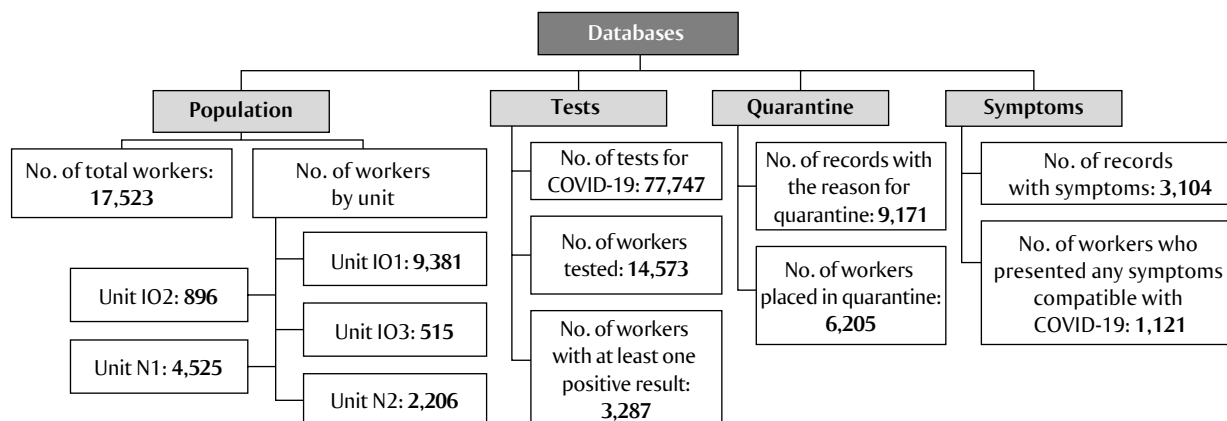 Databases
Population
Tests
Quarantine
Symptoms
No. of total workers:
17,523
No. of workers
by unit
Unit IO1: 9,381
Unit IO2: 896
Unit IO3: 515
Unit N1: 4,525
Unit N2: 2,206
No. of tests for
COVID-19: 77,747
No. of workers
tested: 14,573
No. of workers
with at least one
positive result:
3,287
No. of records with
the reason for
quarantine: 9,171
No. of workers
placed in quarantine:
6,205
No. of records
with symptoms: 3,104
No. of workers who
presented any symptoms
compatible with
COVID-19: 1,121